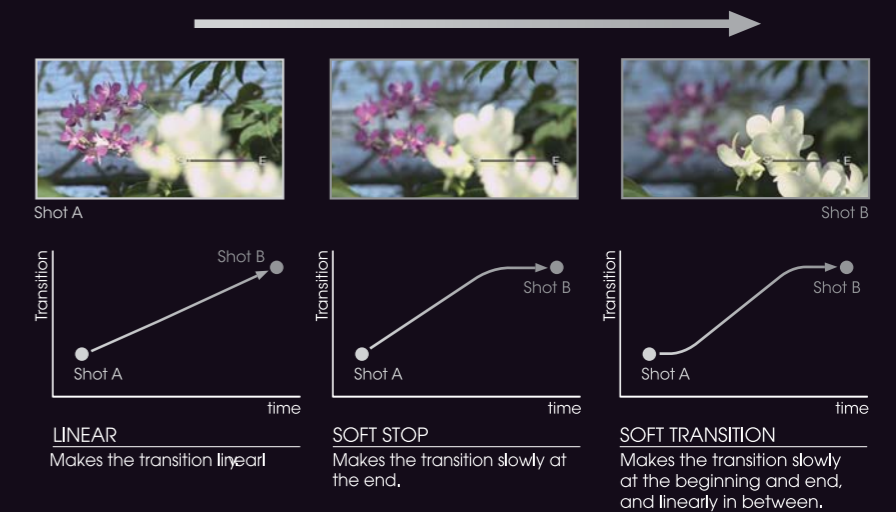 S E
S E
S E
Shot A
Shot B
Transition
Shot B
Shot A
time
Transition
Shot B
Shot A
time
Transition
Shot B
Shot A
time
LINEAR
Makes the transition linearly.
SOFT STOP
Makes the transition slowly at
the end.
SOFT TRANSITION
Makes the transition slowly
at the beginning and end,
and linearly in between.